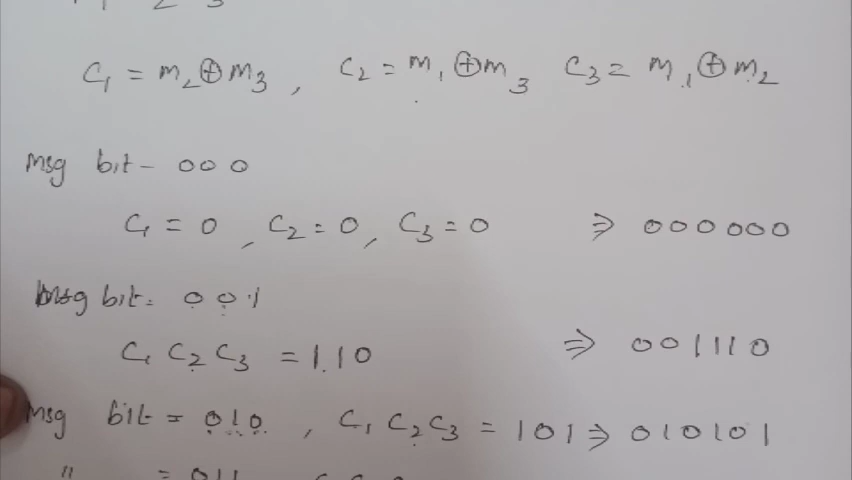 C₁ = m₂⊕m₃, C₂ = m₁⊕m₃ C₃ = m₁⊕m₂
Msg bit - 000
C₁ = 0, C₂ = 0, C₃ = 0 ⇒ 000000
Msg bit = 001
C₁ C₂ C₃ = 110 ⇒ 001110
Msg bit = 010, C₁ C₂ C₃ = 101 ⇒ 010101
" = 011